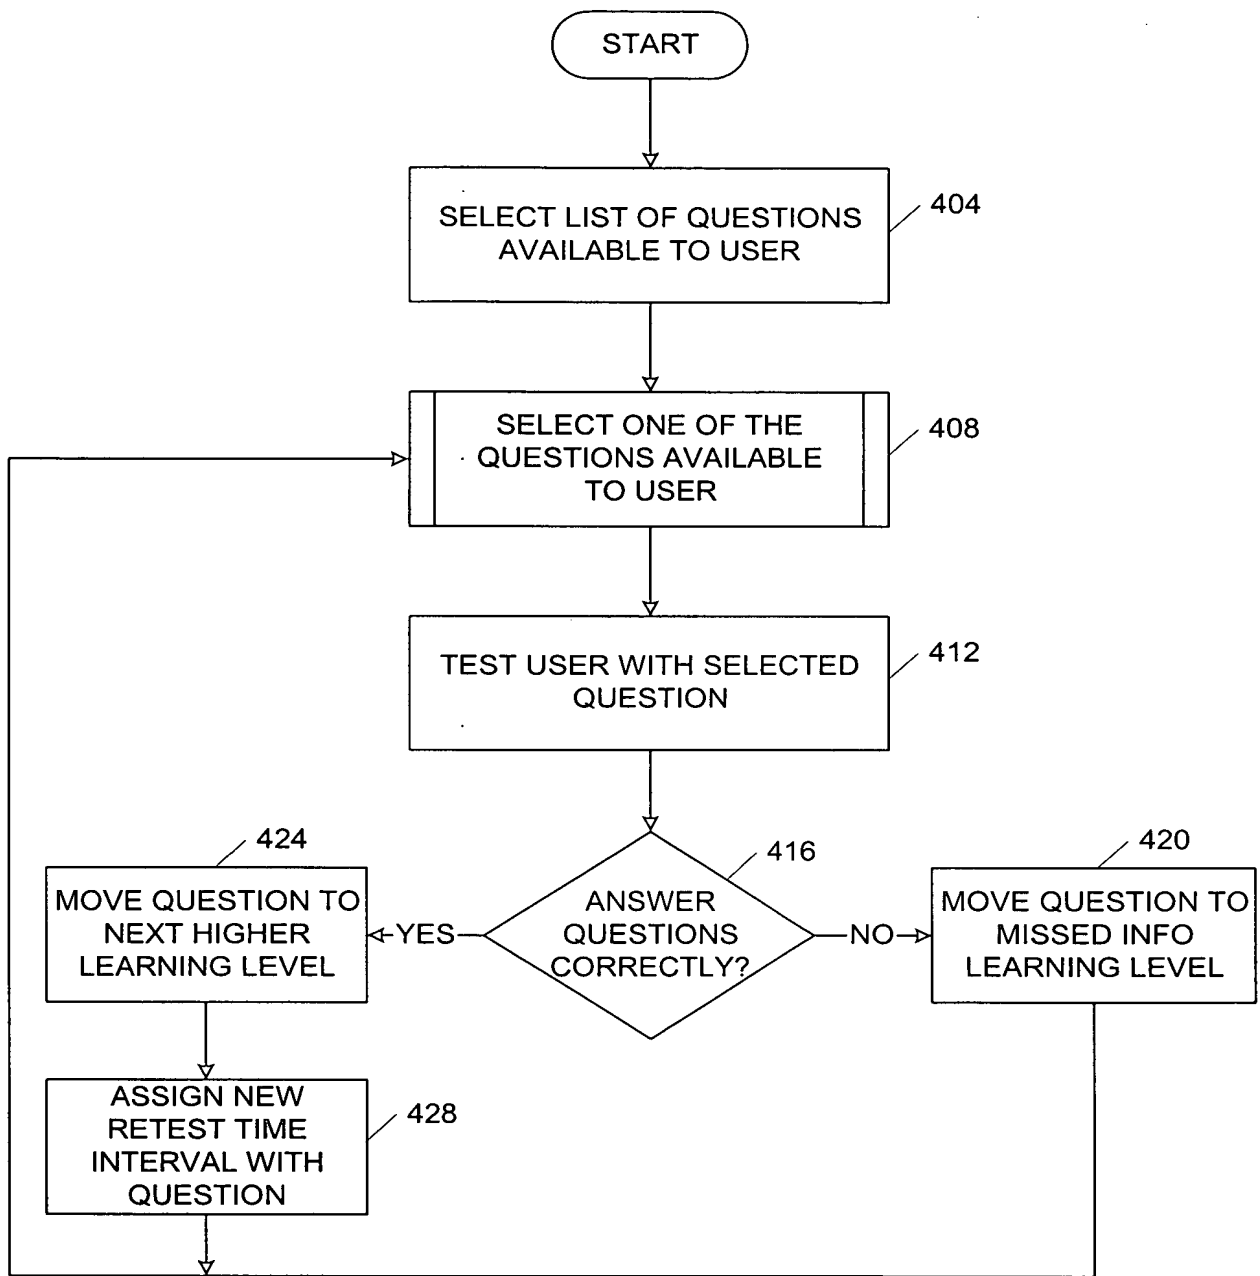 START
SELECT LIST OF QUESTIONS
AVAILABLE TO USER
404
SELECT ONE OF THE
QUESTIONS AVAILABLE
TO USER
408
TEST USER WITH SELECTED
QUESTION
412
424
MOVE QUESTION TO
NEXT HIGHER
LEARNING LEVEL
YES
416
ANSWER
QUESTIONS
CORRECTLY?
NO
420
MOVE QUESTION TO
MISSED INFO
LEARNING LEVEL
ASSIGN NEW
RETEST TIME
INTERVAL WITH
QUESTION
428